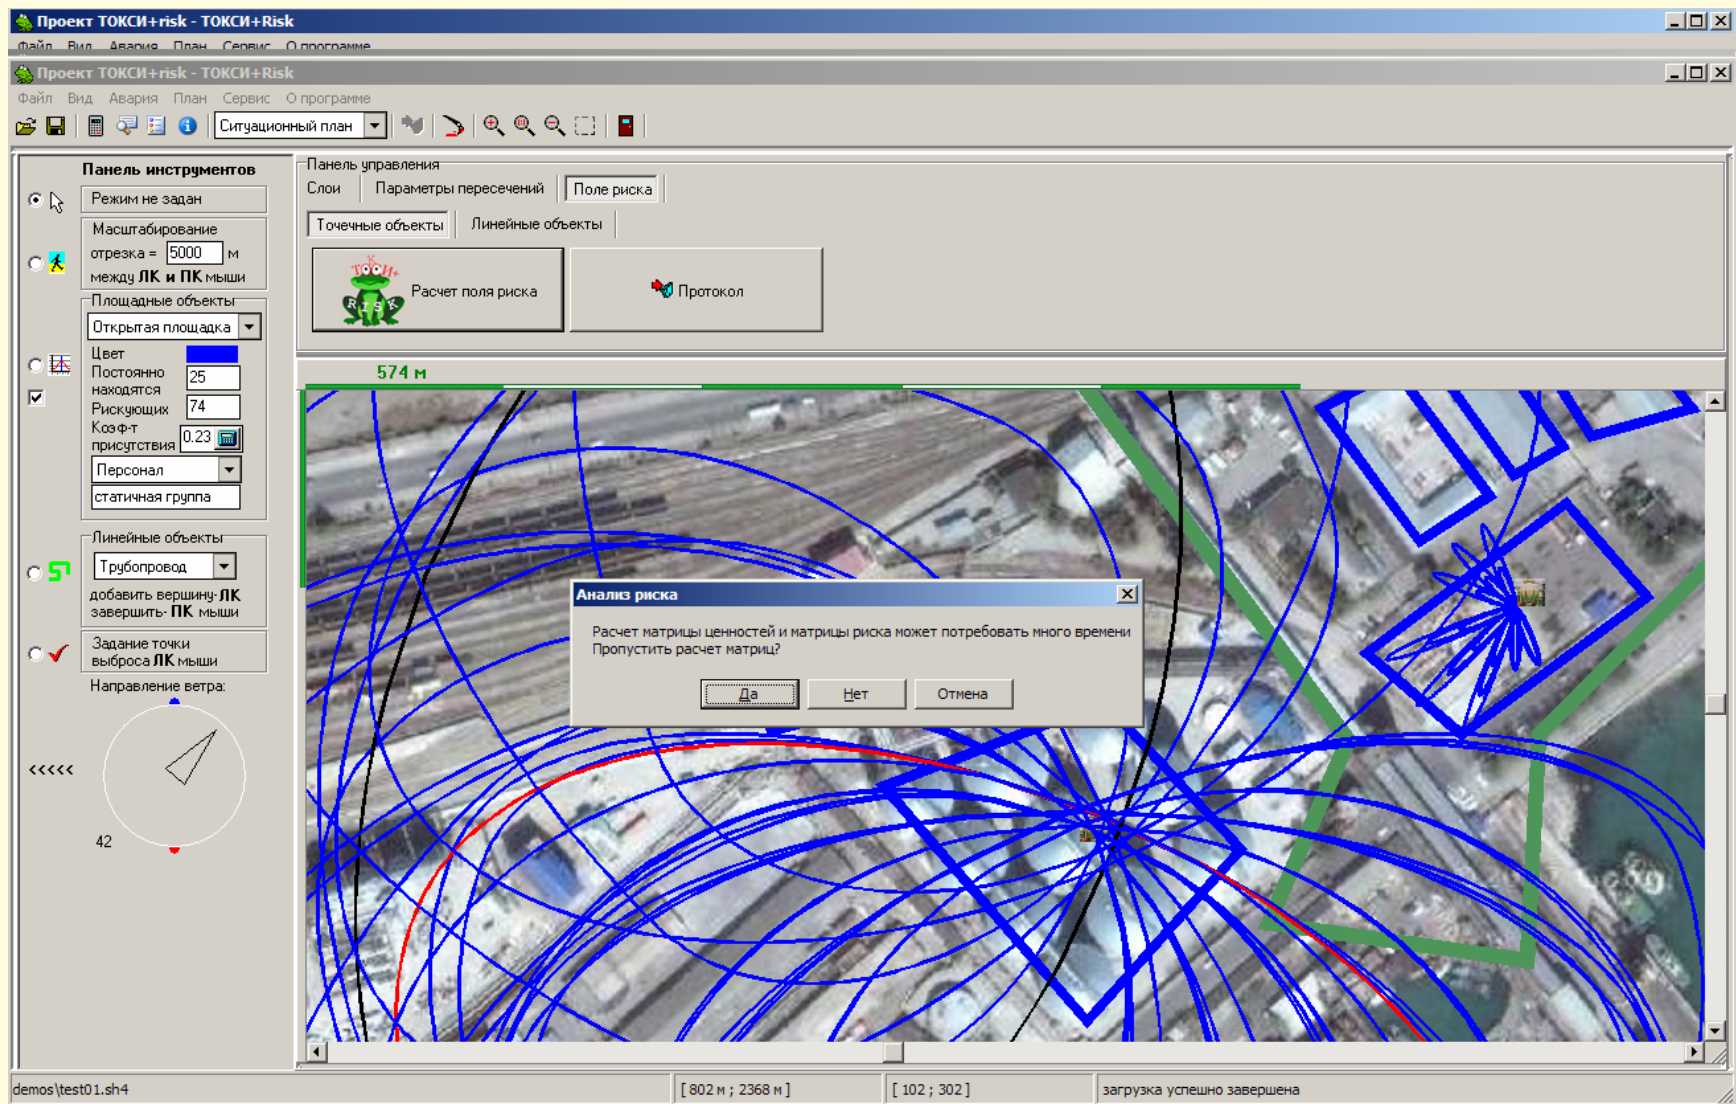 Проект ТОКСИ+risk - ТОКСИ+Risk
Файл Вид Авария План Сервис О программе
Проект ТОКСИ+risk - ТОКСИ+Risk
Файл Вид Авария План Сервис О программе
Ситуационный план
Панель инструментов
Режим не задан
Масштабирование
отрезка = 5000 м
между ЛК и ПК мыши
Площадные объекты
Открытая площадка
Цвет
Постоянно
находятся 25
Рискующих 74
Коэф-т
присутствия 0.23
Персонал
статичная группа
Линейные объекты
Трубопровод
добавить вершину-ЛК
завершить- ПК мыши
Задание точки
выброса ЛК мыши
Направление ветра:
<<<<<
42
Панель управления
Слои Параметры пересечений Поле риска
Точечные объекты Линейные объекты
ТОКСИ+
RISK
Расчет поля риска
Протокол
574 м
Анализ риска
Расчет матрицы ценностей и матрицы риска может потребовать много времени
Пропустить расчет матриц?
Да Нет Отмена
demos\test01.sh4 [ 802 м ; 2368 м ] [ 102 ; 302 ] загрузка успешно завершена